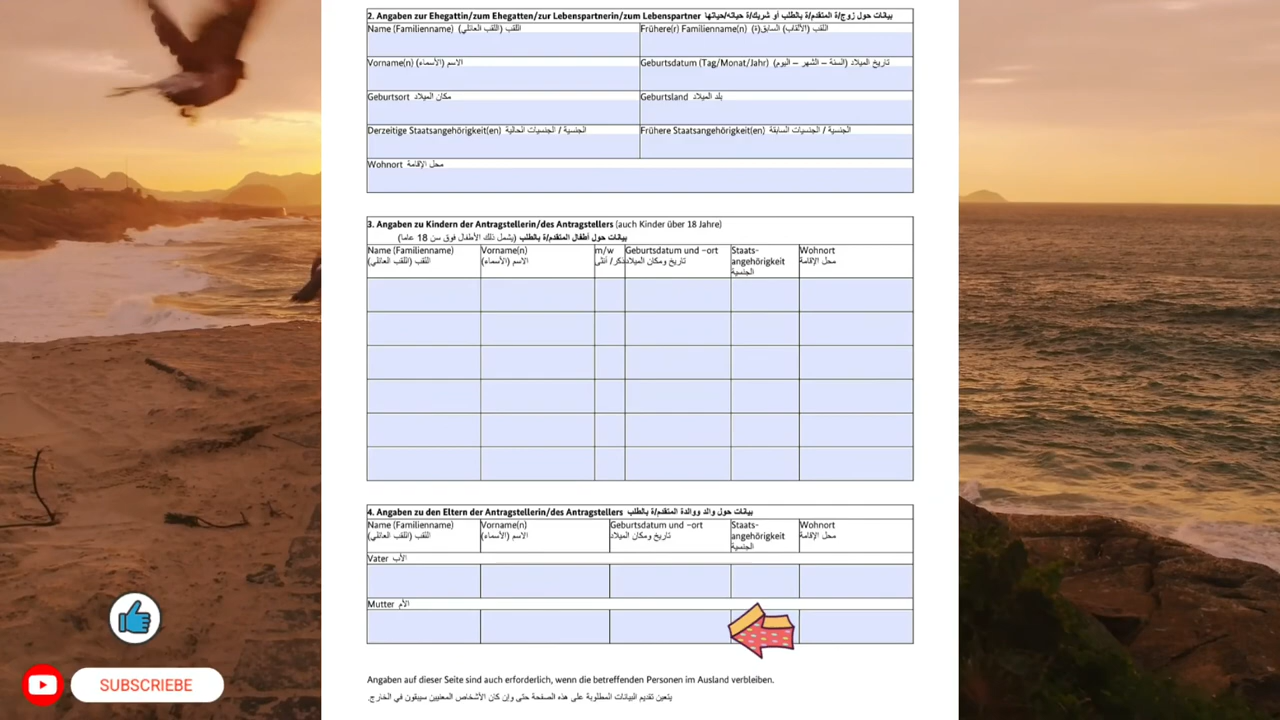 2. Angaben zur Ehegattin/zum Ehegatten/zur Lebenspartnerin/zum Lebenspartner بيانات حول زوج/ة المتقدم/ة بالطلب أو شريك/ة حياته/حياتها
Name (Familienname) اللقب (اللقب العائلي) Frühere(r) Familienname(n) اللقب (الألقاب) السابق(ة)
Vorname(n) الاسم (الأسماء) Geburtsdatum (Tag/Monat/Jahr) تاريخ الميلاد (السنة – الشهر – اليوم)
Geburtsort مكان الميلاد Geburtsland بلد الميلاد
Derzeitige Staatsangehörigkeit(en) الجنسية / الجنسيات الحالية Frühere Staatsangehörigkeit(en) الجنسية / الجنسيات السابقة
Wohnort محل الإقامة
3. Angaben zu Kindern der Antragstellerin/des Antragstellers (auch Kinder über 18 Jahre)
بيانات حول أطفال المتقدم/ة بالطلب (يشمل ذلك الأطفال فوق سن 18 عاما)
Name (Familienname) Vorname(n) m/w Geburtsdatum und –ort Staats- Wohnort
اللقب (اللقب العائلي) الاسم (الأسماء) ذكر/ أنثى تاريخ ومكان الميلاد angehörigkeit محل الإقامة
الجنسية
4. Angaben zu den Eltern der Antragstellerin/des Antragstellers بيانات حول والد ووالدة المتقدم/ة بالطلب
Name (Familienname) Vorname(n) Geburtsdatum und –ort Staats- Wohnort
اللقب (اللقب العائلي) الاسم (الأسماء) تاريخ ومكان الميلاد angehörigkeit محل الإقامة
الجنسية
Vater الأب
Mutter الأم
Angaben auf dieser Seite sind auch erforderlich, wenn die betreffenden Personen im Ausland verbleiben.
يتعين تقديم البيانات المطلوبة على هذه الصفحة حتى وإن كان الأشخاص المعنيين سيبقون في الخارج.
SUBSCRIEBE